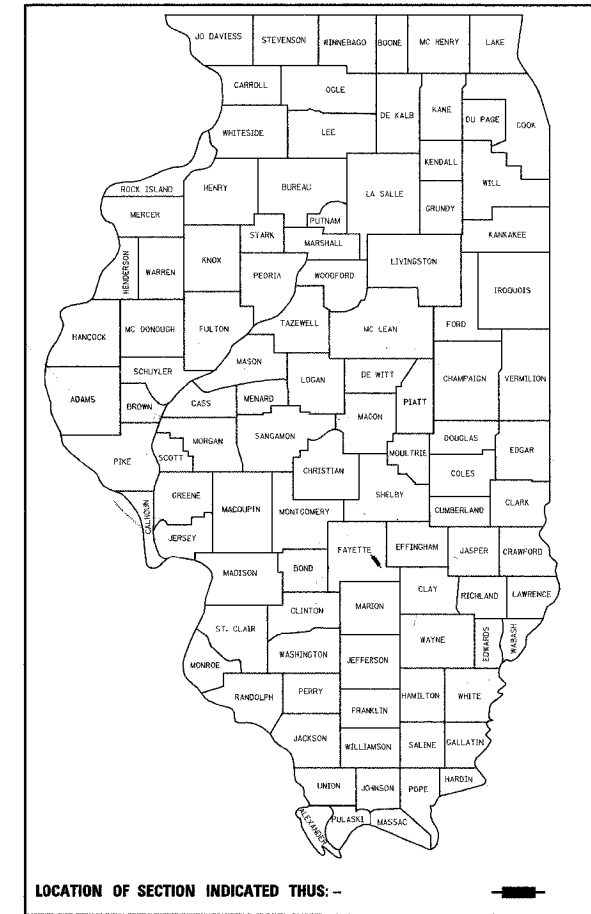 JO DAVIESS STEVENSON WINNEBAGO BOONE MC HENRY LAKE
CARROLL OGLE DE KALB KANE DU PAGE COOK
WHITESIDE LEE KENDALL WILL
ROCK ISLAND HENRY BUREAU LA SALLE GRUNDY
MERCER PUTNAM KANKAKEE
HENDERSON WARREN KNOX STARK MARSHALL LIVINGSTON
PEORIA WOODFORD IROQUOIS
HANCOCK MC DONOUGH FULTON TAZEWELL MC LEAN FORD
SCHUYLER MASON LOGAN DE WITT CHAMPAIGN VERMILION
ADAMS BROWN CASS MENARD MACON PIATT
PIKE SCOTT MORGAN SANGAMON CHRISTIAN MOULTRIE DOUGLAS EDGAR
COLES
GREENE MACOUPIN MONTGOMERY SHELBY CUMBERLAND CLARK
CALHOUN JERSEY FAYETTE EFFINGHAM JASPER CRAWFORD
MADISON BOND CLAY RICHLAND LAWRENCE
CLINTON MARION
ST. CLAIR WAYNE EDWARDS WABASH
MONROE WASHINGTON JEFFERSON
RANDOLPH PERRY HAMILTON WHITE
FRANKLIN
JACKSON WILLIAMSON SALINE GALLATIN
UNION JOHNSON POPE HARDIN
ALEXANDER PULASKI MASSAC
LOCATION OF SECTION INDICATED THUS: -